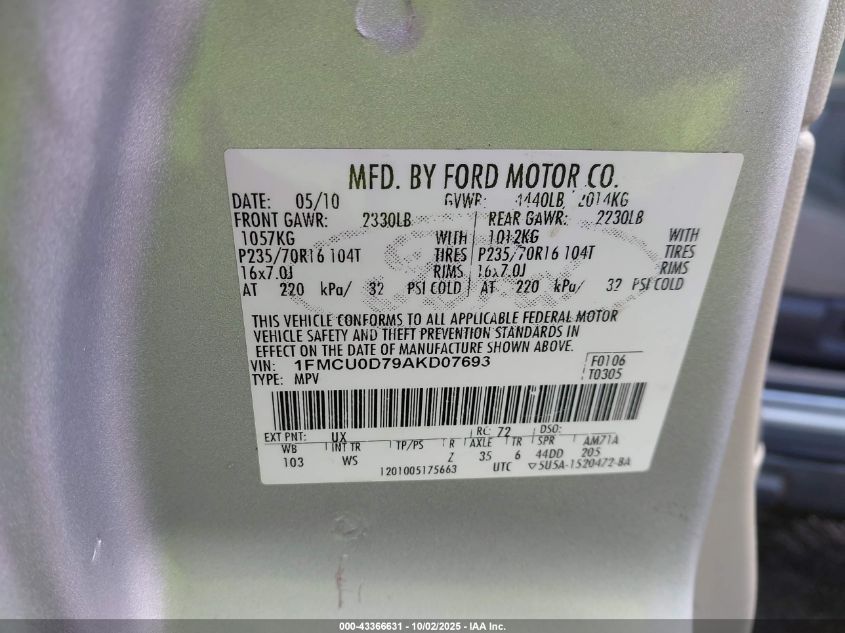 MFD. BY FORD MOTOR CO.
DATE: 05/10 GVWR: 4440LB 2014KG
FRONT GAWR: 2330LB REAR GAWR: 2230LB
1057KG WITH 1012KG WITH
P235/70R16 104T TIRES P235/70R16 104T TIRES
16x7.0J RIMS 16x7.0J RIMS
AT 220 kPa/ 32 PSI COLD AT 220 kPa/ 32 PSI COLD
THIS VEHICLE CONFORMS TO ALL APPLICABLE FEDERAL MOTOR
VEHICLE SAFETY AND THEFT PREVENTION STANDARDS IN
EFFECT ON THE DATE OF MANUFACTURE SHOWN ABOVE.
VIN: 1FMCU0D79AKD07693 F0106
TYPE: MPV T0305
EXT PNT: UX RC: 72 DSO:
WB INT TR TP/PS R AXLE TR SPR AM71A
103 WS Z 35 6 44DD 205
1201005175663 UTC ▽5U5A-1520472-BA
000-43366631 - 10/02/2025 - IAA Inc.